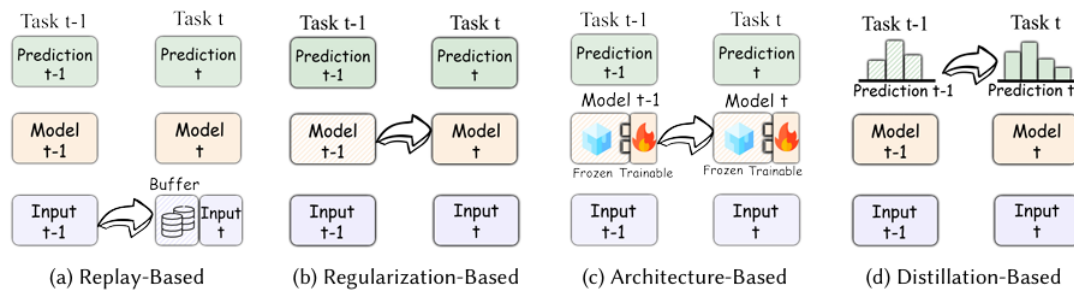 Task t-1
Task t
Prediction
t-1
Prediction
t
Model
t-1
Model
t
Buffer
Input
t-1
Input
t
(a) Replay-Based
Task t-1
Task t
Prediction
t-1
Prediction
t
Model
t-1
Model
t
Input
t-1
Input
t
(b) Regularization-Based
Task t-1
Task t
Prediction
t-1
Prediction
t
Model t-1
Model t
Frozen Trainable
Frozen Trainable
Input
t-1
Input
t
(c) Architecture-Based
Task t-1
Task t
Prediction t-1
Prediction t
Model
t-1
Model
t
Input
t-1
Input
t
(d) Distillation-Based